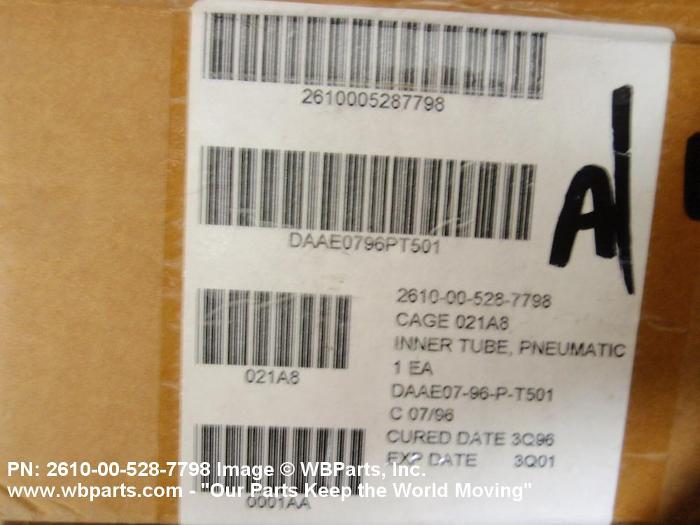 2610005287798
DAAE0796PT501
021A8
0001AA
A
2610-00-528-7798
CAGE 021A8
INNER TUBE, PNEUMATIC
1 EA
DAAE07-96-P-T501
C 07/96
CURED DATE 3Q96
EXP DATE 3Q01
PN: 2610-00-528-7798 Image © WBParts, Inc.
www.wbparts.com - "Our Parts Keep the World Moving"